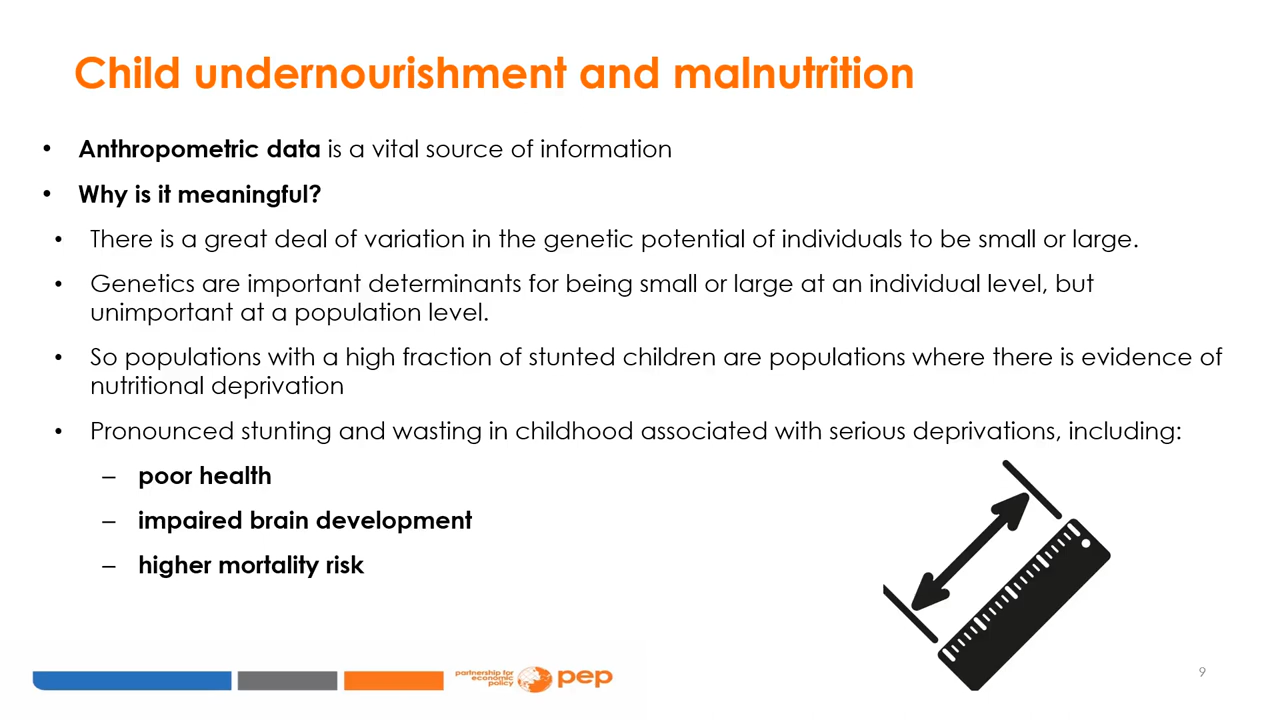 Child undernourishment and malnutrition
• Anthropometric data is a vital source of information
• Why is it meaningful?
• There is a great deal of variation in the genetic potential of individuals to be small or large.
• Genetics are important determinants for being small or large at an individual level, but
unimportant at a population level.
• So populations with a high fraction of stunted children are populations where there is evidence of
nutritional deprivation
• Pronounced stunting and wasting in childhood associated with serious deprivations, including:
– poor health
– impaired brain development
– higher mortality risk
partnership for
economic
policy
pep
9